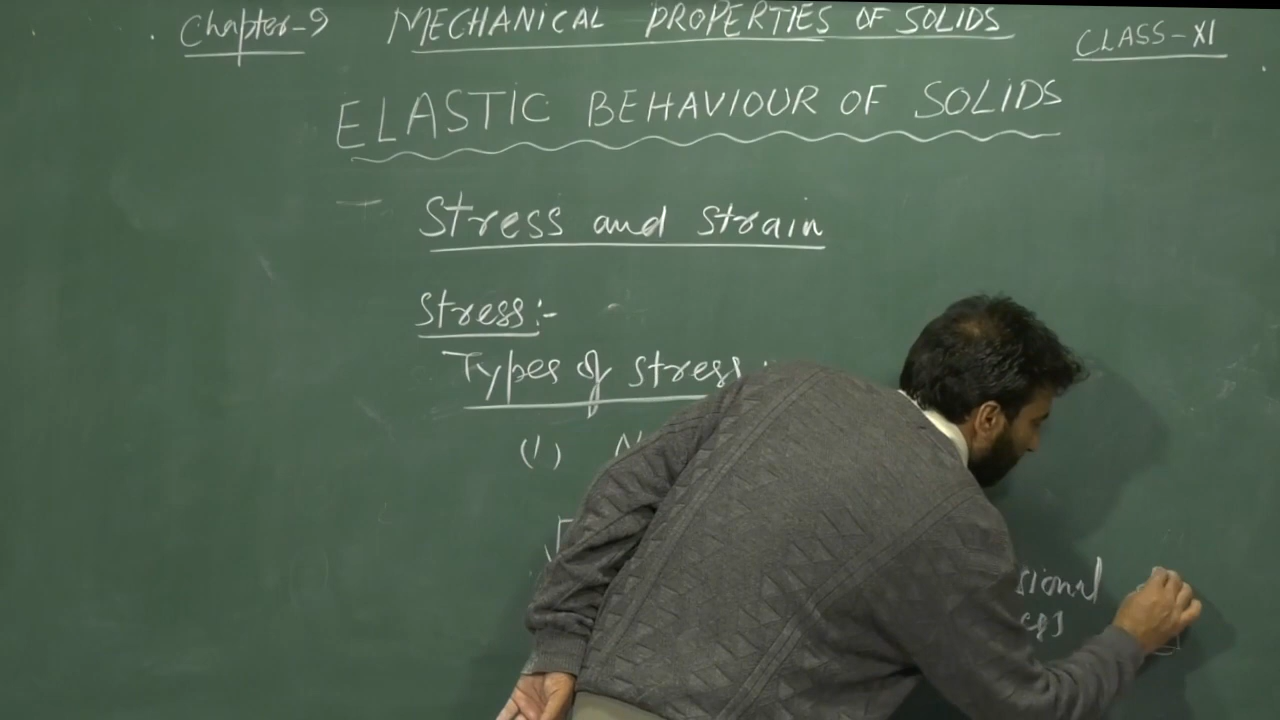 Chapter-9 MECHANICAL PROPERTIES OF SOLIDS CLASS-XI
ELASTIC BEHAVIOUR OF SOLIDS
Stress and Strain
Stress:-
Types of stress
(1) N
sional